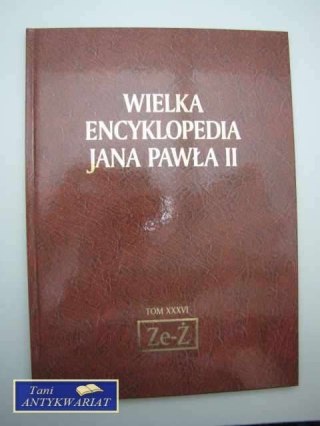 WIELKA
ENCYKLOPEDIA
JANA PAWŁA II
TOM XXXVI
Ze-Ż
Tani
ANTYKWARIAT